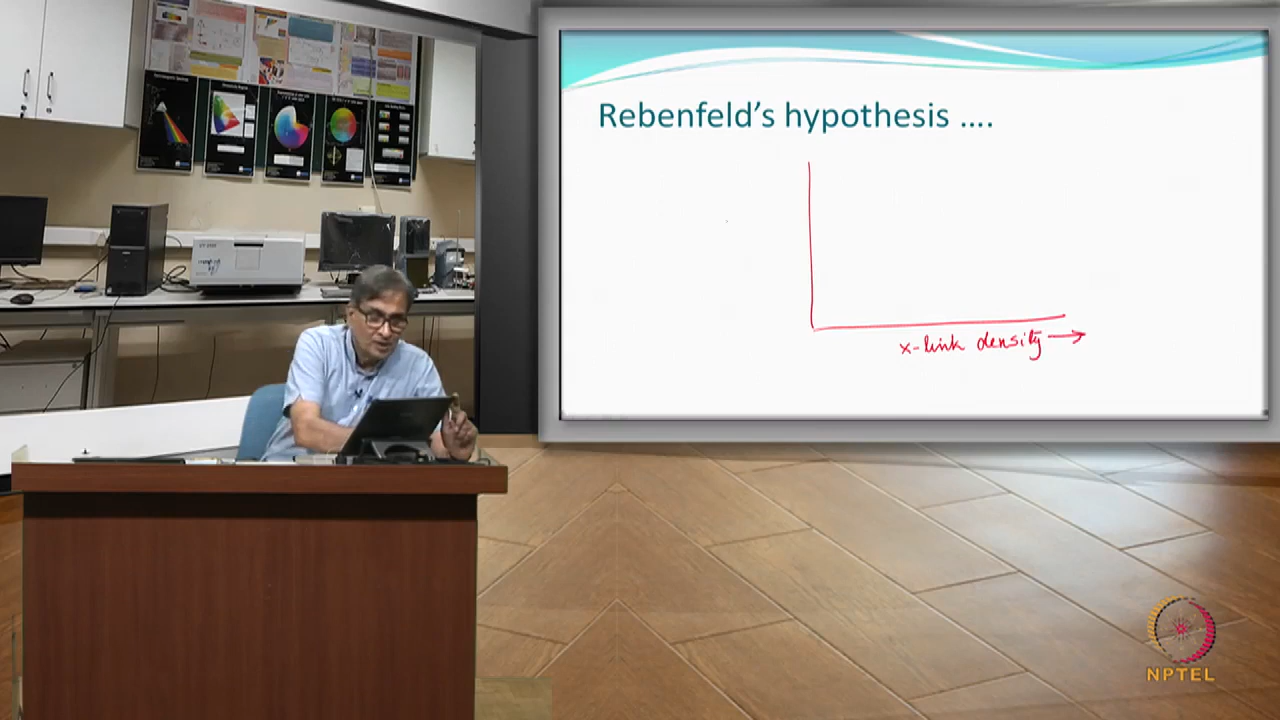 Rebenfeld's hypothesis ....
x-link density →
NPTEL